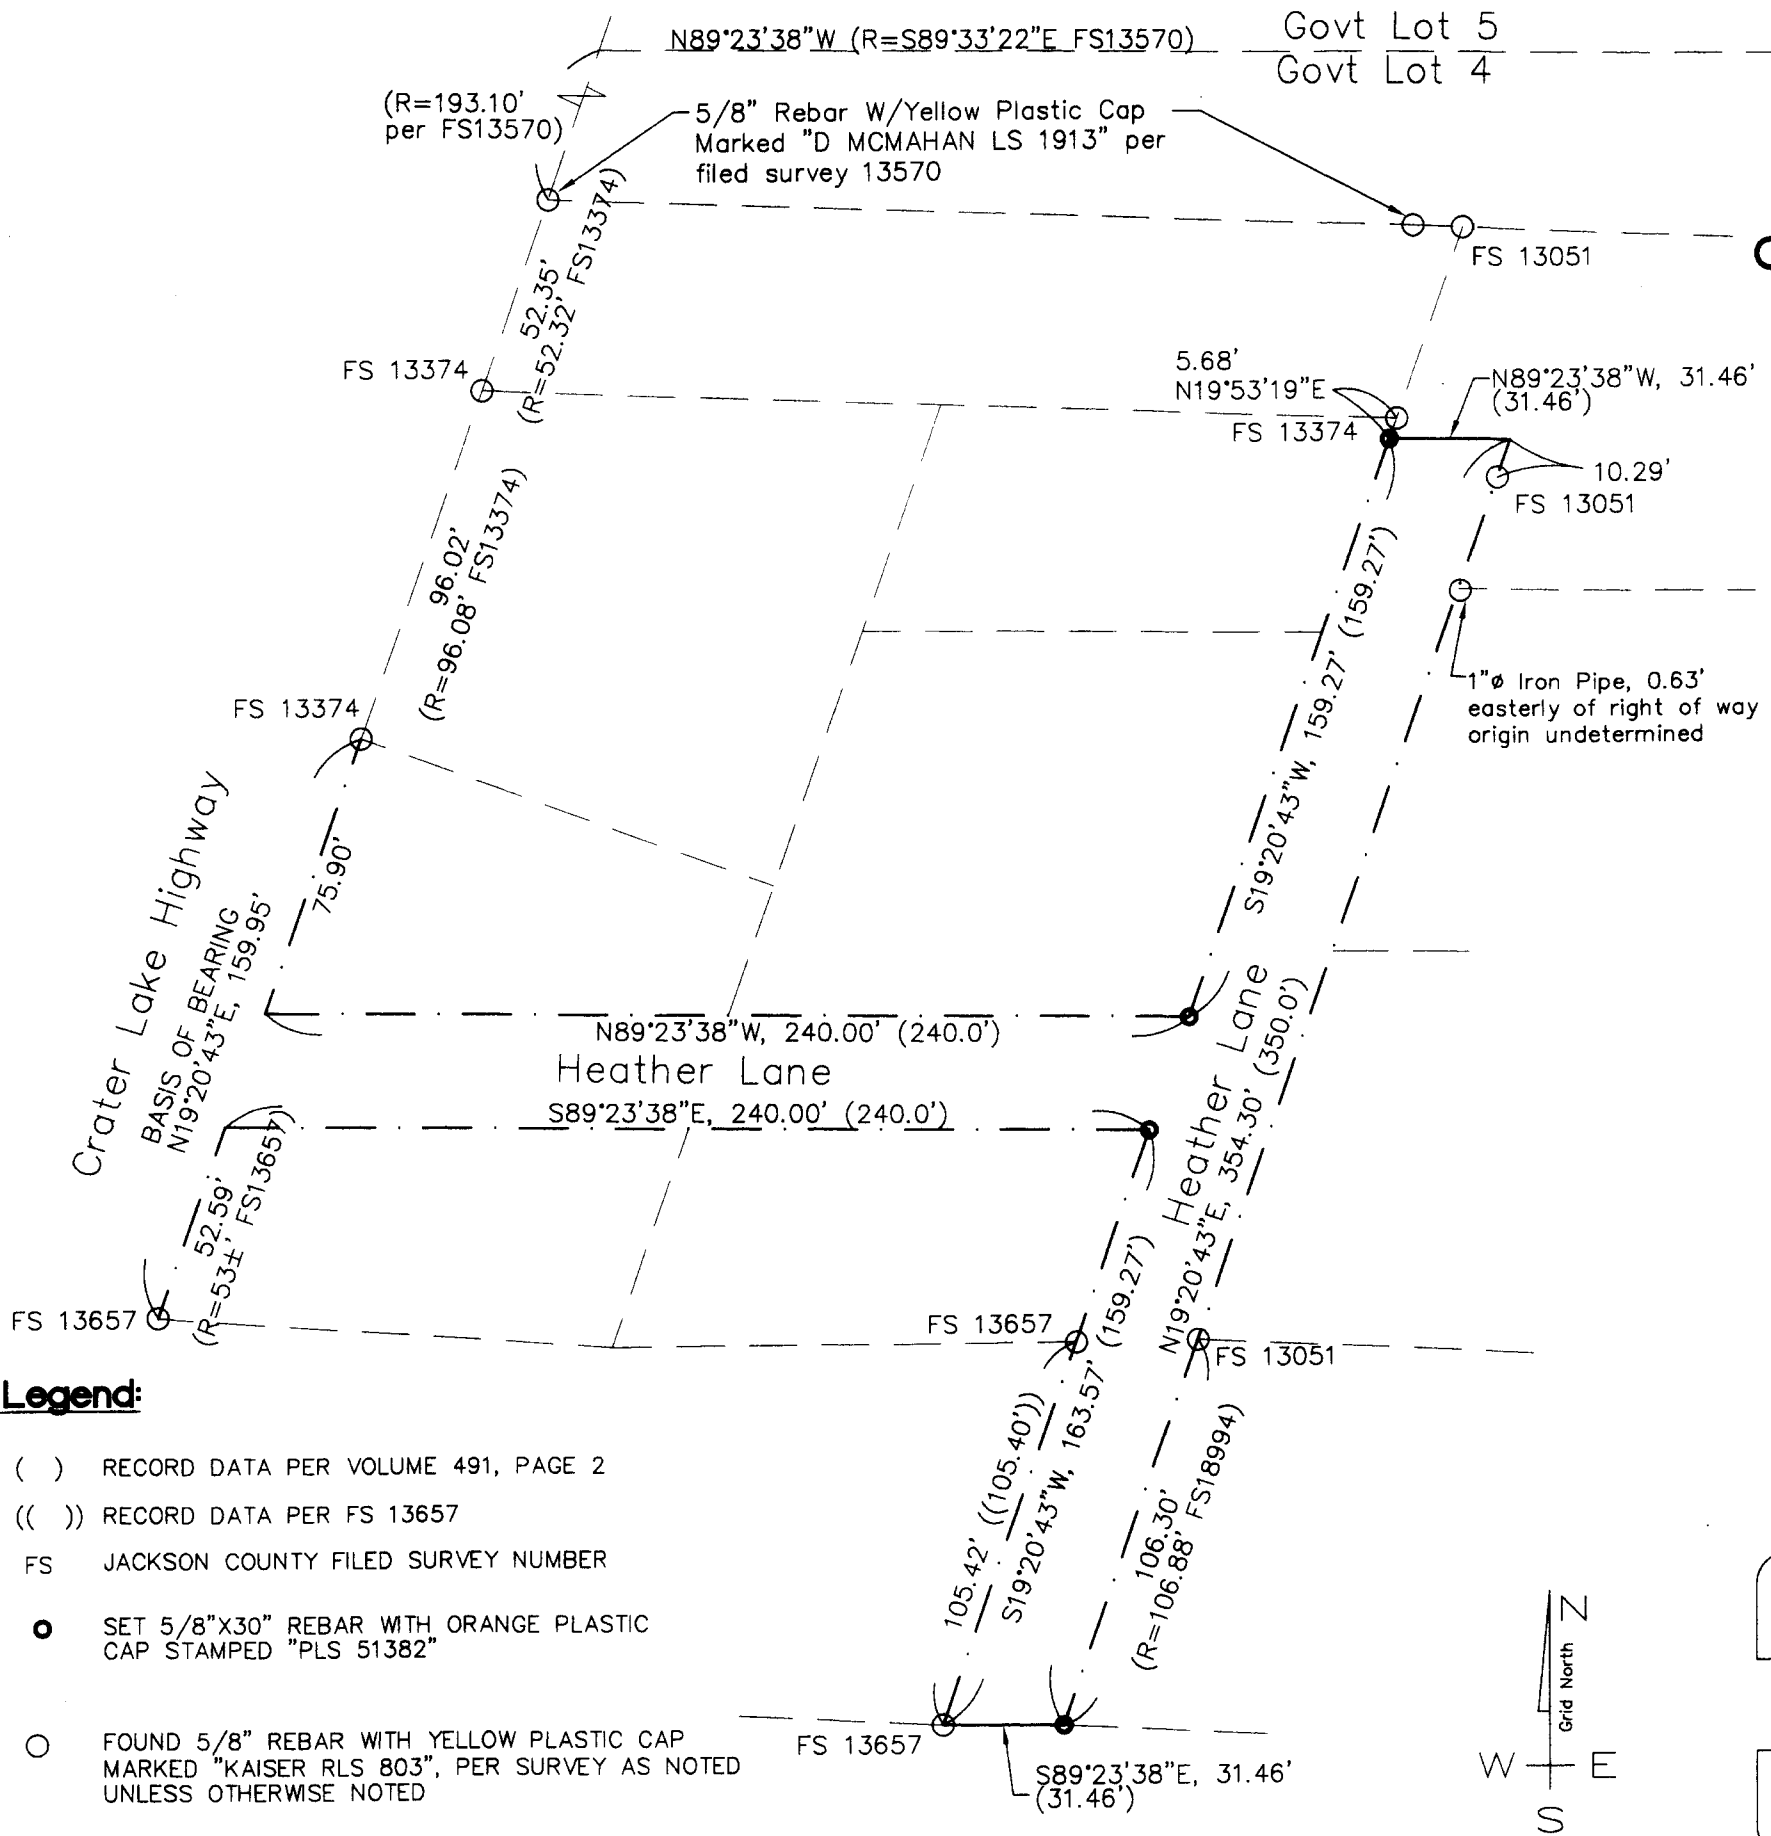 N89°23'38"W (R=S89°33'22"E FS13570)
Govt Lot 5
Govt Lot 4
(R=193.10'
per FS13570)
5/8" Rebar W/Yellow Plastic Cap
Marked "D MCMAHAN LS 1913" per
filed survey 13570
FS 13051
52.35'
(R=52.32' FS13374)
FS 13374
5.68'
N19°53'19"E
FS 13374
N89°23'38"W, 31.46'
(31.46')
10.29'
FS 13051
96.02'
(R=96.08' FS13374)
S19°20'43"W, 159.27' (159.27')
1"ø Iron Pipe, 0.63'
easterly of right of way
origin undetermined
FS 13374
75.90'
Crater Lake Highway
BASIS OF BEARING
N19°20'43"E, 159.95'
N89°23'38"W, 240.00' (240.0')
Heather Lane
S89°23'38"E, 240.00' (240.0')
Heather Lane
N19°20'43"E, 354.30' (350.0')
52.59'
(R=53±' FS13657)
FS 13657
FS 13657
FS 13051
105.42' ((105.40'))
S19°20'43"W, 163.57' (159.27')
106.30'
(R=106.88' FS18994)
FS 13657
S89°23'38"E, 31.46'
(31.46')
Legend:
( ) RECORD DATA PER VOLUME 491, PAGE 2
(( )) RECORD DATA PER FS 13657
FS JACKSON COUNTY FILED SURVEY NUMBER
SET 5/8"X30" REBAR WITH ORANGE PLASTIC
CAP STAMPED "PLS 51382"
FOUND 5/8" REBAR WITH YELLOW PLASTIC CAP
MARKED "KAISER RLS 803", PER SURVEY AS NOTED
UNLESS OTHERWISE NOTED
N
Grid North
W E
S